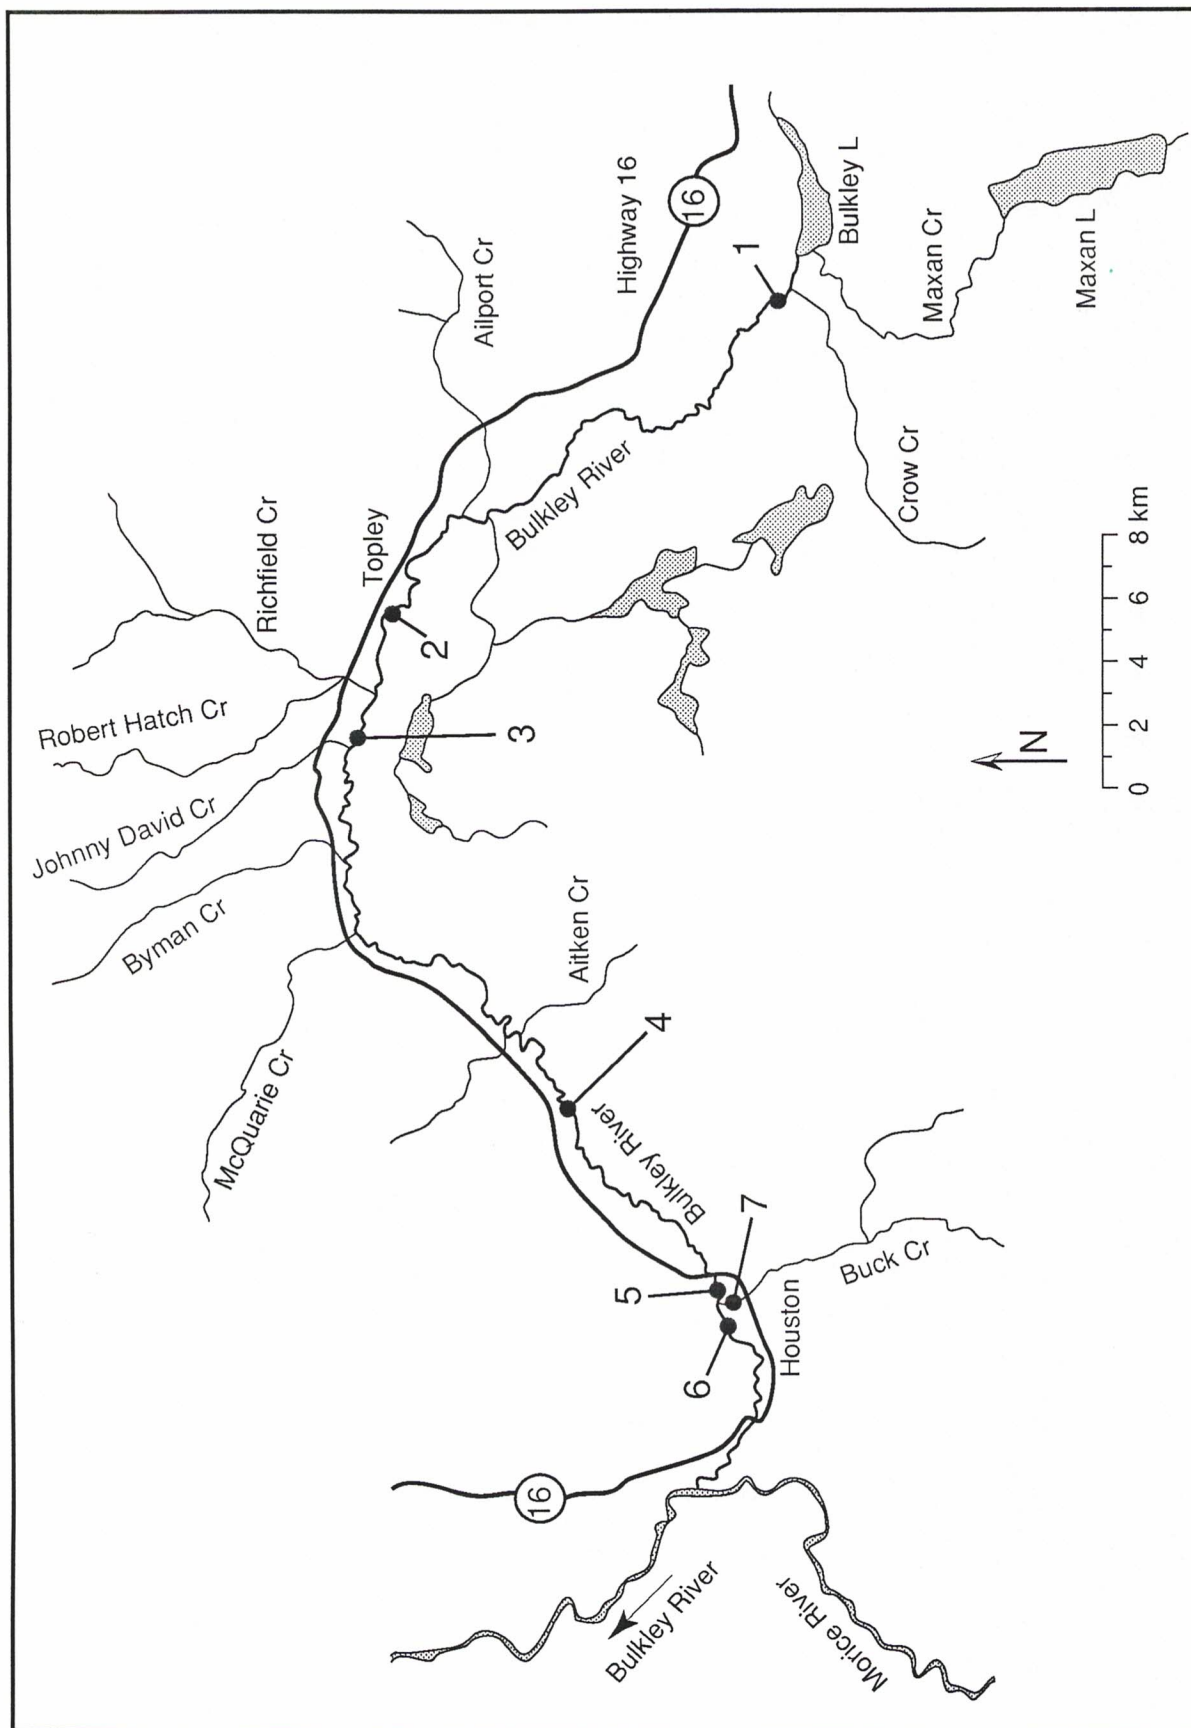 Johnny David Cr
Robert Hatch Cr
Byman Cr
McQuarie Cr
Richfield Cr
Topley
2
Ailport Cr
3
16
Bulkley River
Aitken Cr
Highway 16
5
4
Bulkley River
Bulkley River
16
6
7
1
Houston
Morice River
Bulkley L
Buck Cr
Crow Cr
Maxan Cr
N
Maxan L
0 2 4 6 8 km